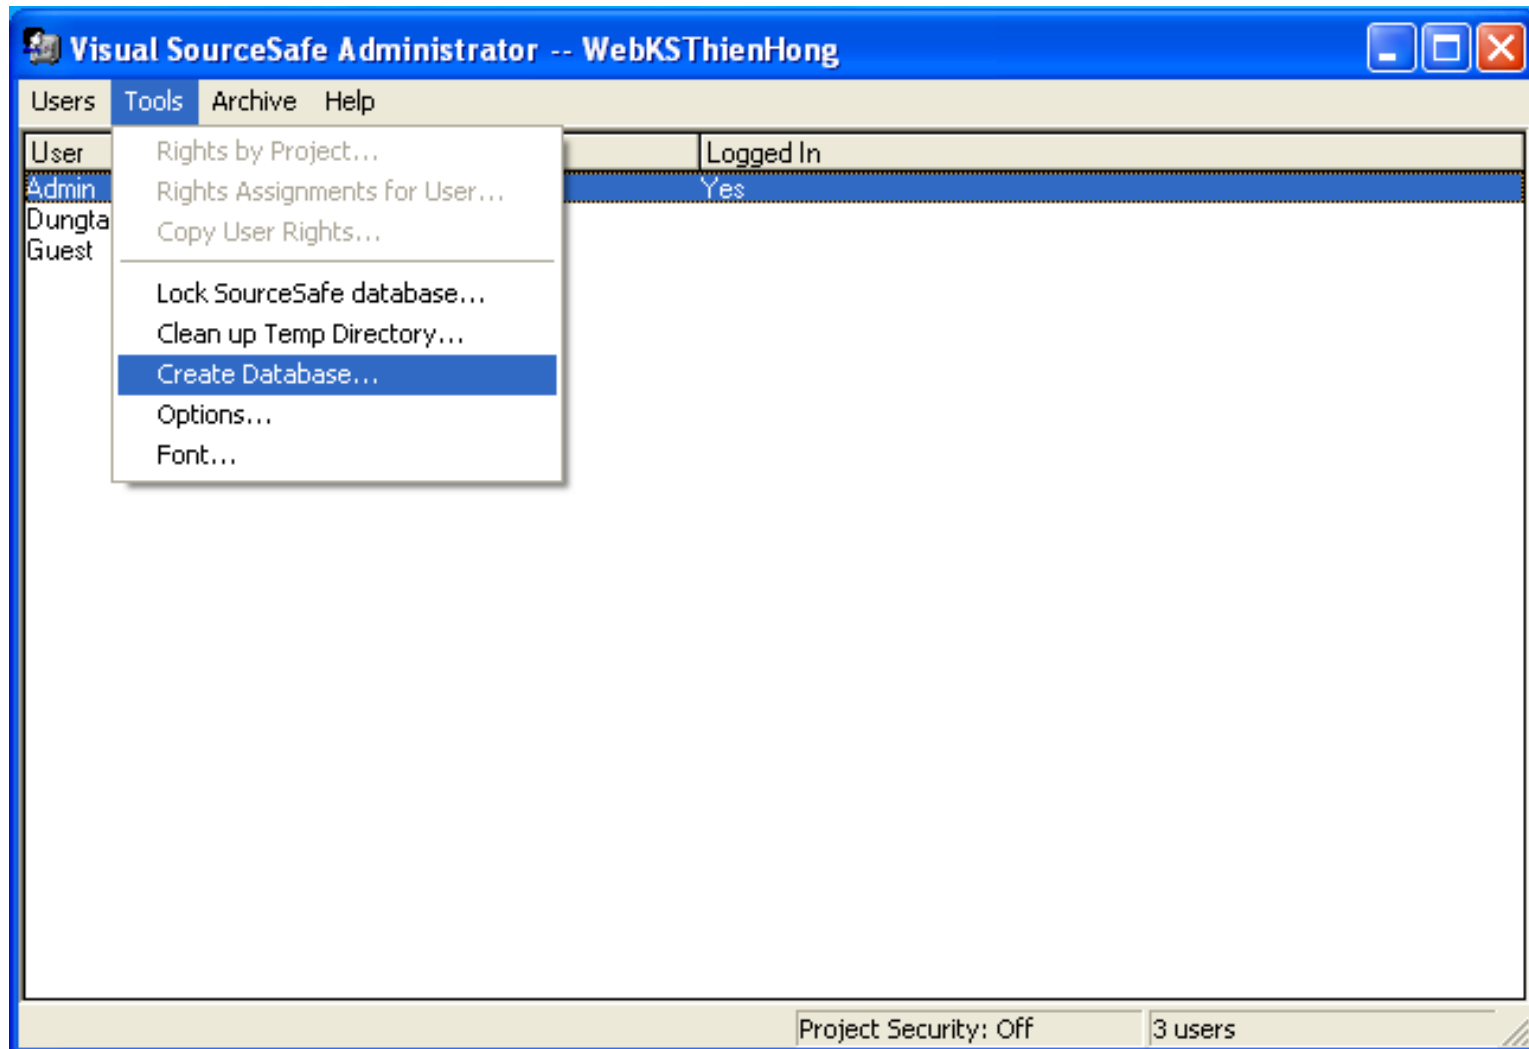 Visual SourceSafe Administrator -- WebKSThienHong
Users Tools Archive Help
User Logged In
Admin Yes
Dungta
Guest
Rights by Project...
Rights Assignments for User...
Copy User Rights...
Lock SourceSafe database...
Clean up Temp Directory...
Create Database...
Options...
Font...
Project Security: Off 3 users